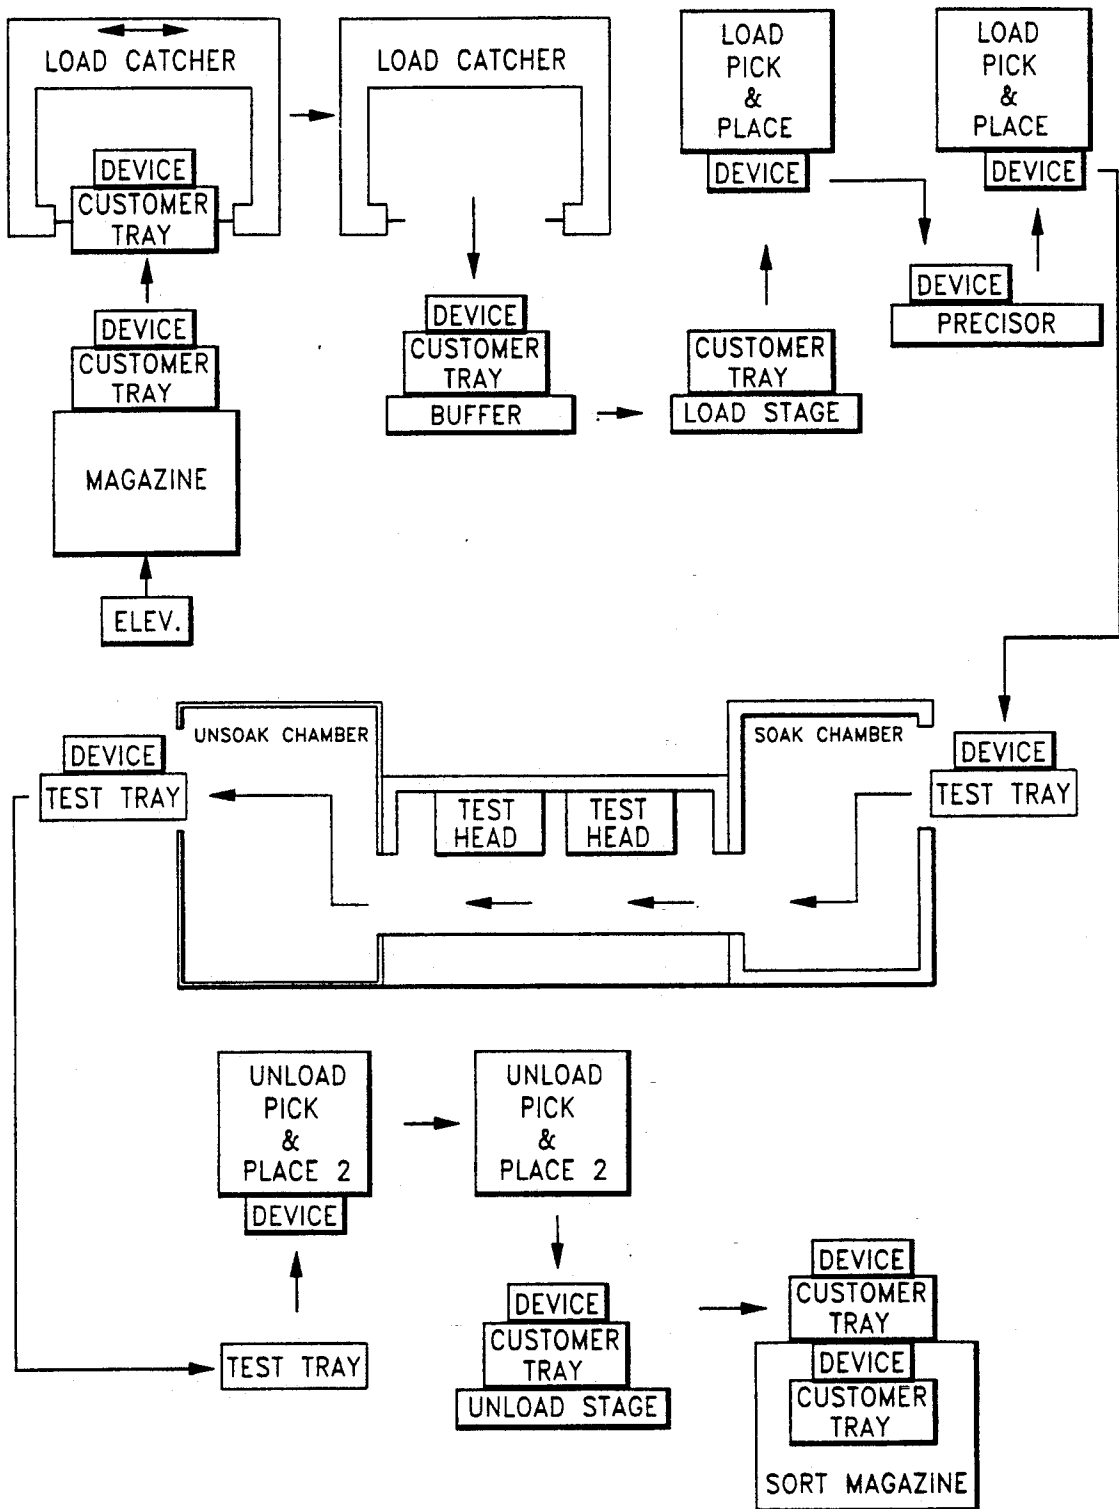 LOAD CATCHER
DEVICE
CUSTOMER
TRAY
DEVICE
CUSTOMER
TRAY
MAGAZINE
ELEV.
LOAD CATCHER
DEVICE
CUSTOMER
TRAY
BUFFER
LOAD
PICK
&
PLACE
DEVICE
CUSTOMER
TRAY
LOAD STAGE
LOAD
PICK
&
PLACE
DEVICE
DEVICE
PRECISOR
DEVICE
TEST TRAY
SOAK CHAMBER
TEST
HEAD
TEST
HEAD
UNSOAK CHAMBER
DEVICE
TEST TRAY
UNLOAD
PICK
&
PLACE 2
DEVICE
TEST TRAY
UNLOAD
PICK
&
PLACE 2
DEVICE
CUSTOMER
TRAY
UNLOAD STAGE
DEVICE
CUSTOMER
TRAY
DEVICE
CUSTOMER
TRAY
SORT MAGAZINE